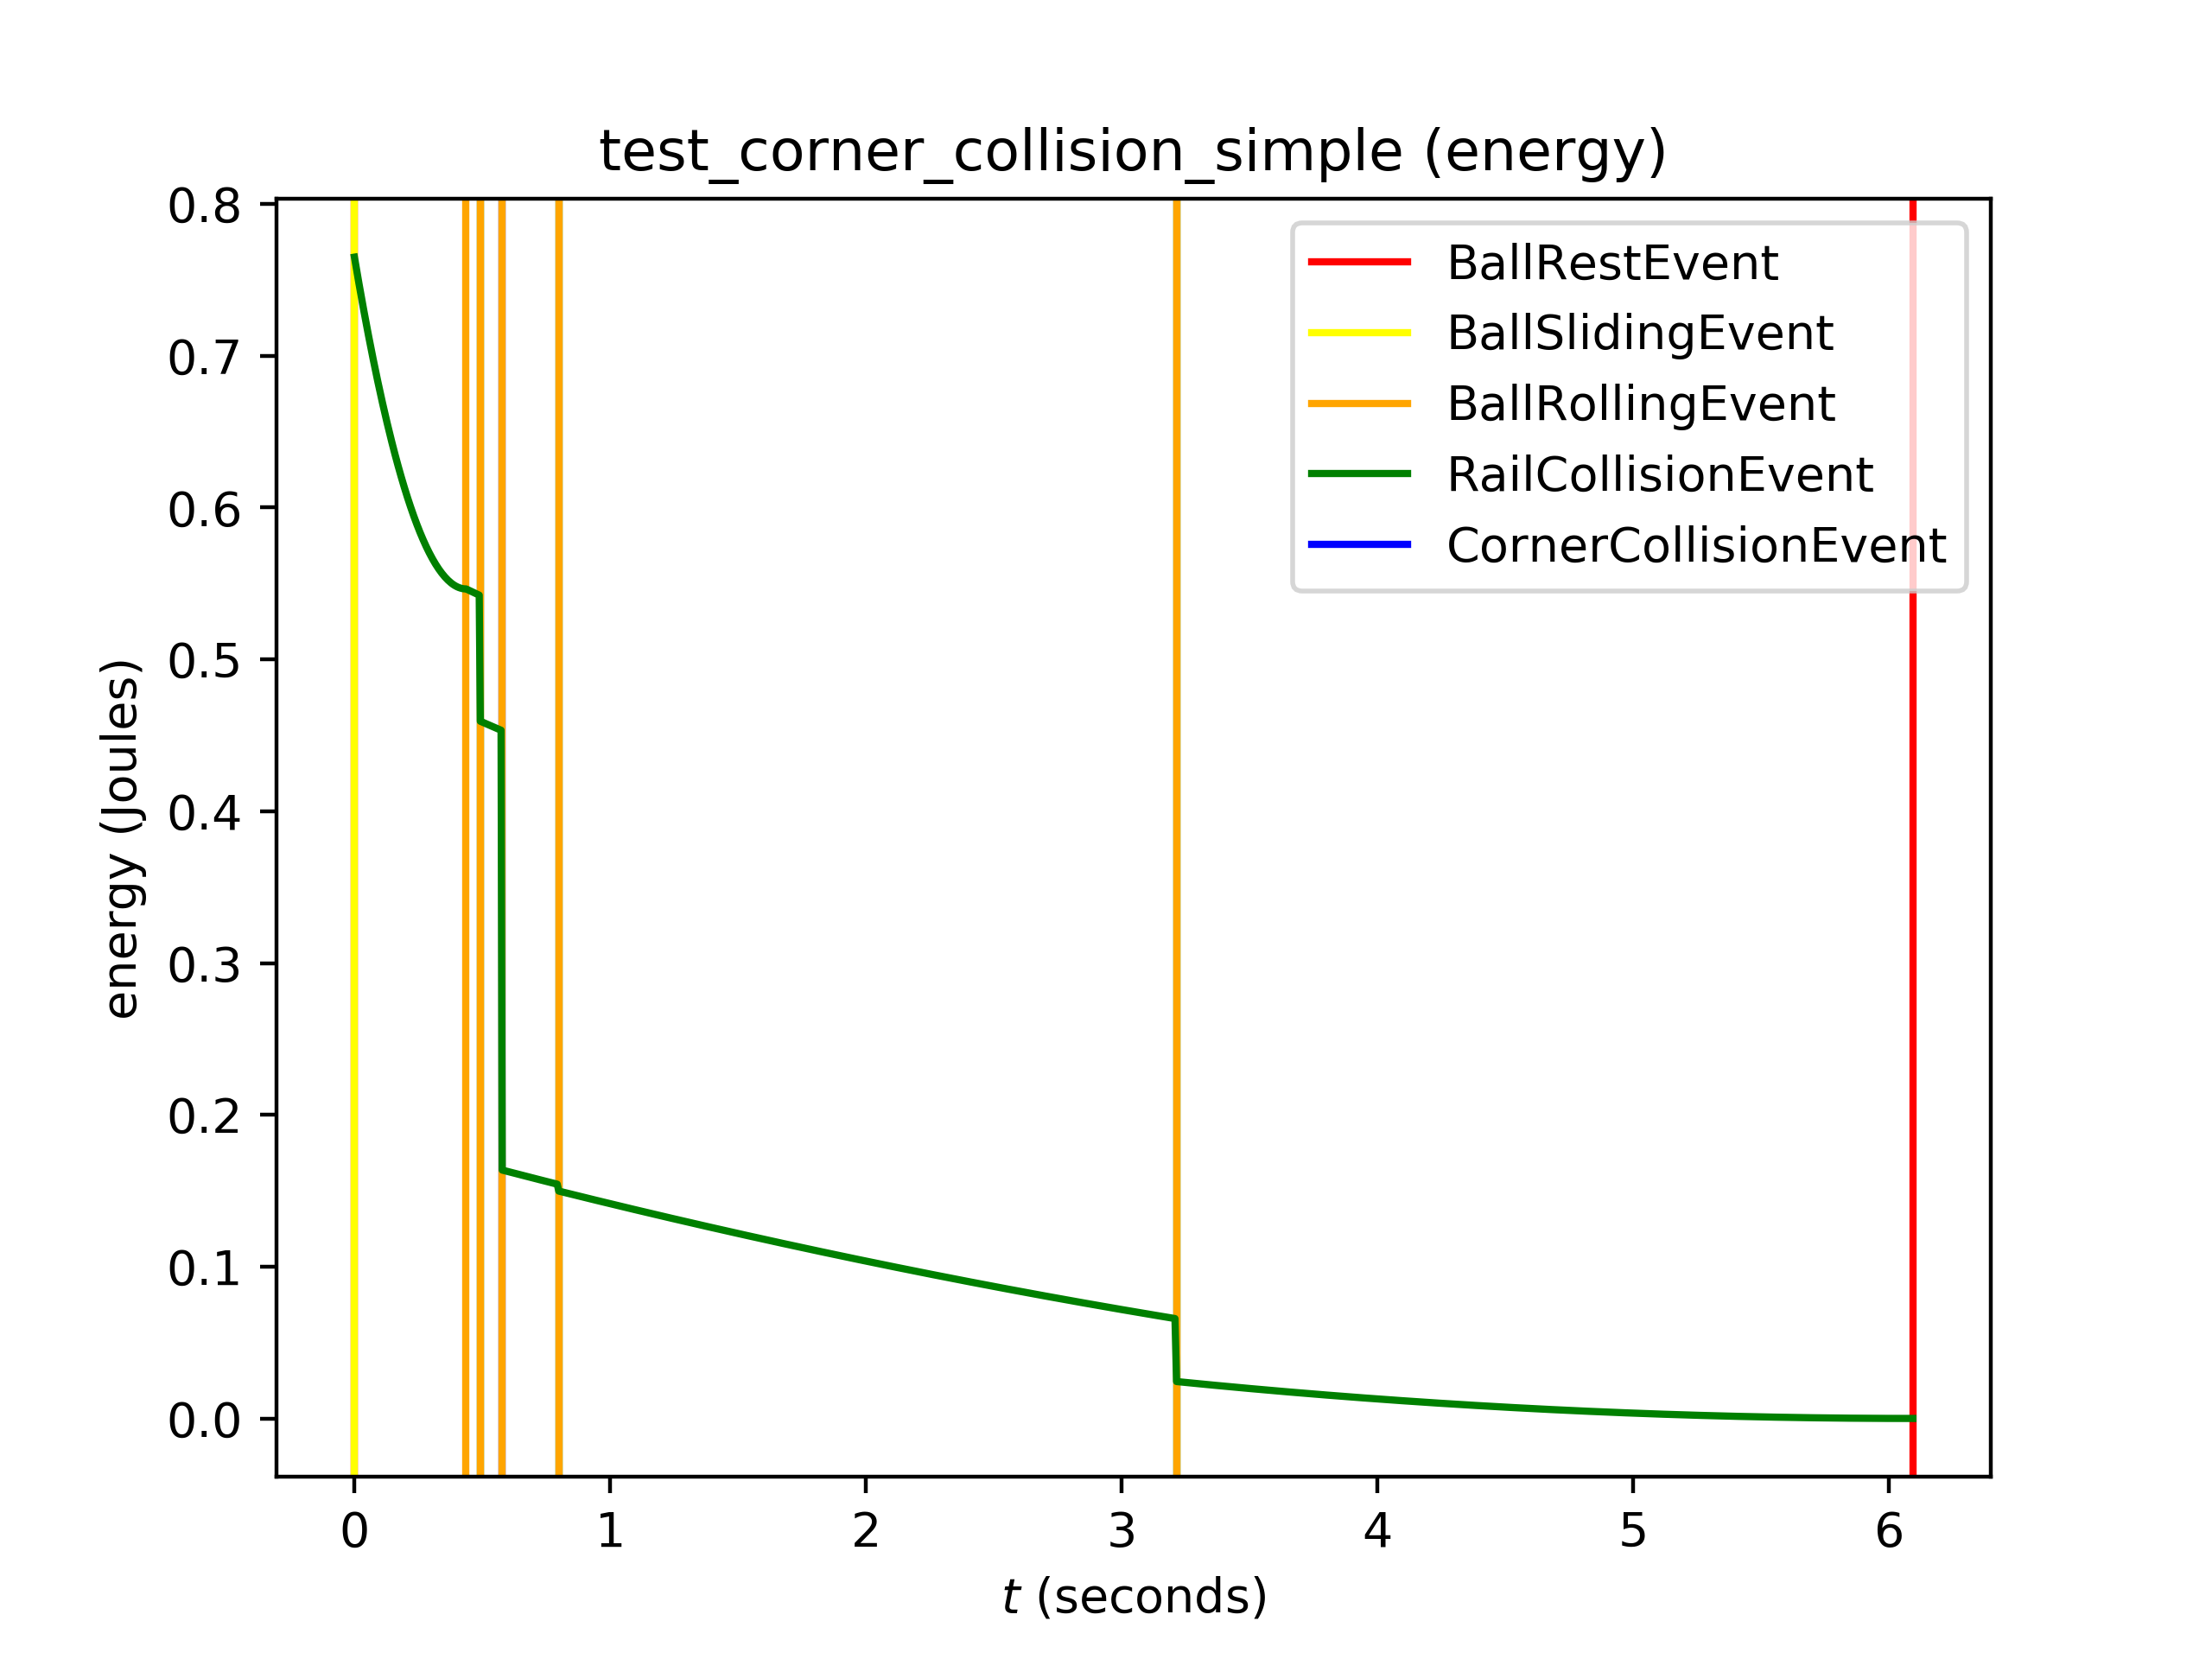 test_corner_collision_simple (energy)
0.8
0.7
0.6
0.5
0.4
0.3
0.2
0.1
0.0
energy (Joules)
BallRestEvent
BallSlidingEvent
BallRollingEvent
RailCollisionEvent
CornerCollisionEvent
0 1 2 3 4 5 6
t (seconds)